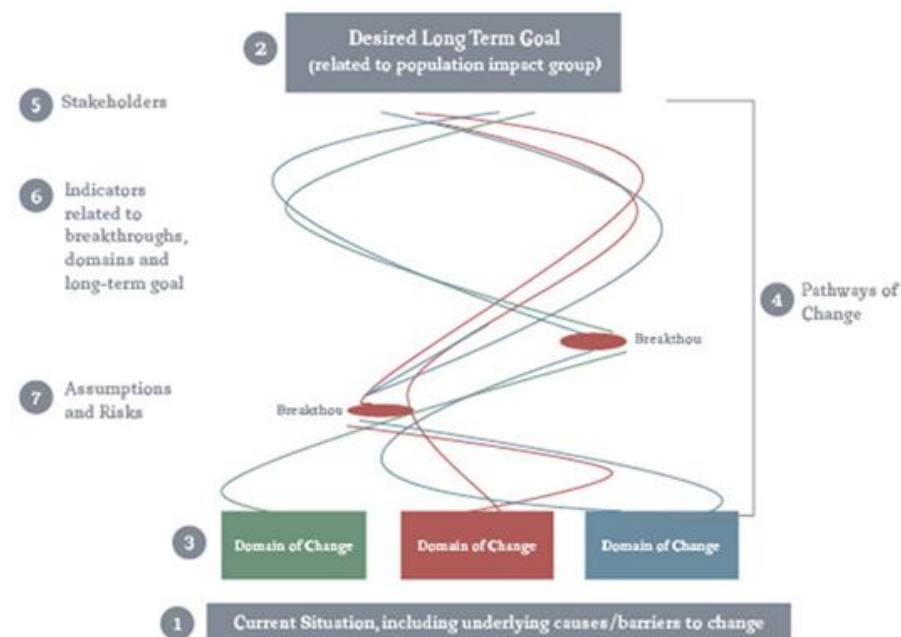 2
Desired Long Term Goal
(related to population impact group)
5
Stakeholders
6
Indicators
related to
breakthroughs,
domains and
long-term goal
4
Pathways of
Change
Breakthou
7
Assumptions
and Risks
Breakthou
3
Domain of Change
Domain of Change
Domain of Change
1
Current Situation, including underlying causes/barriers to change